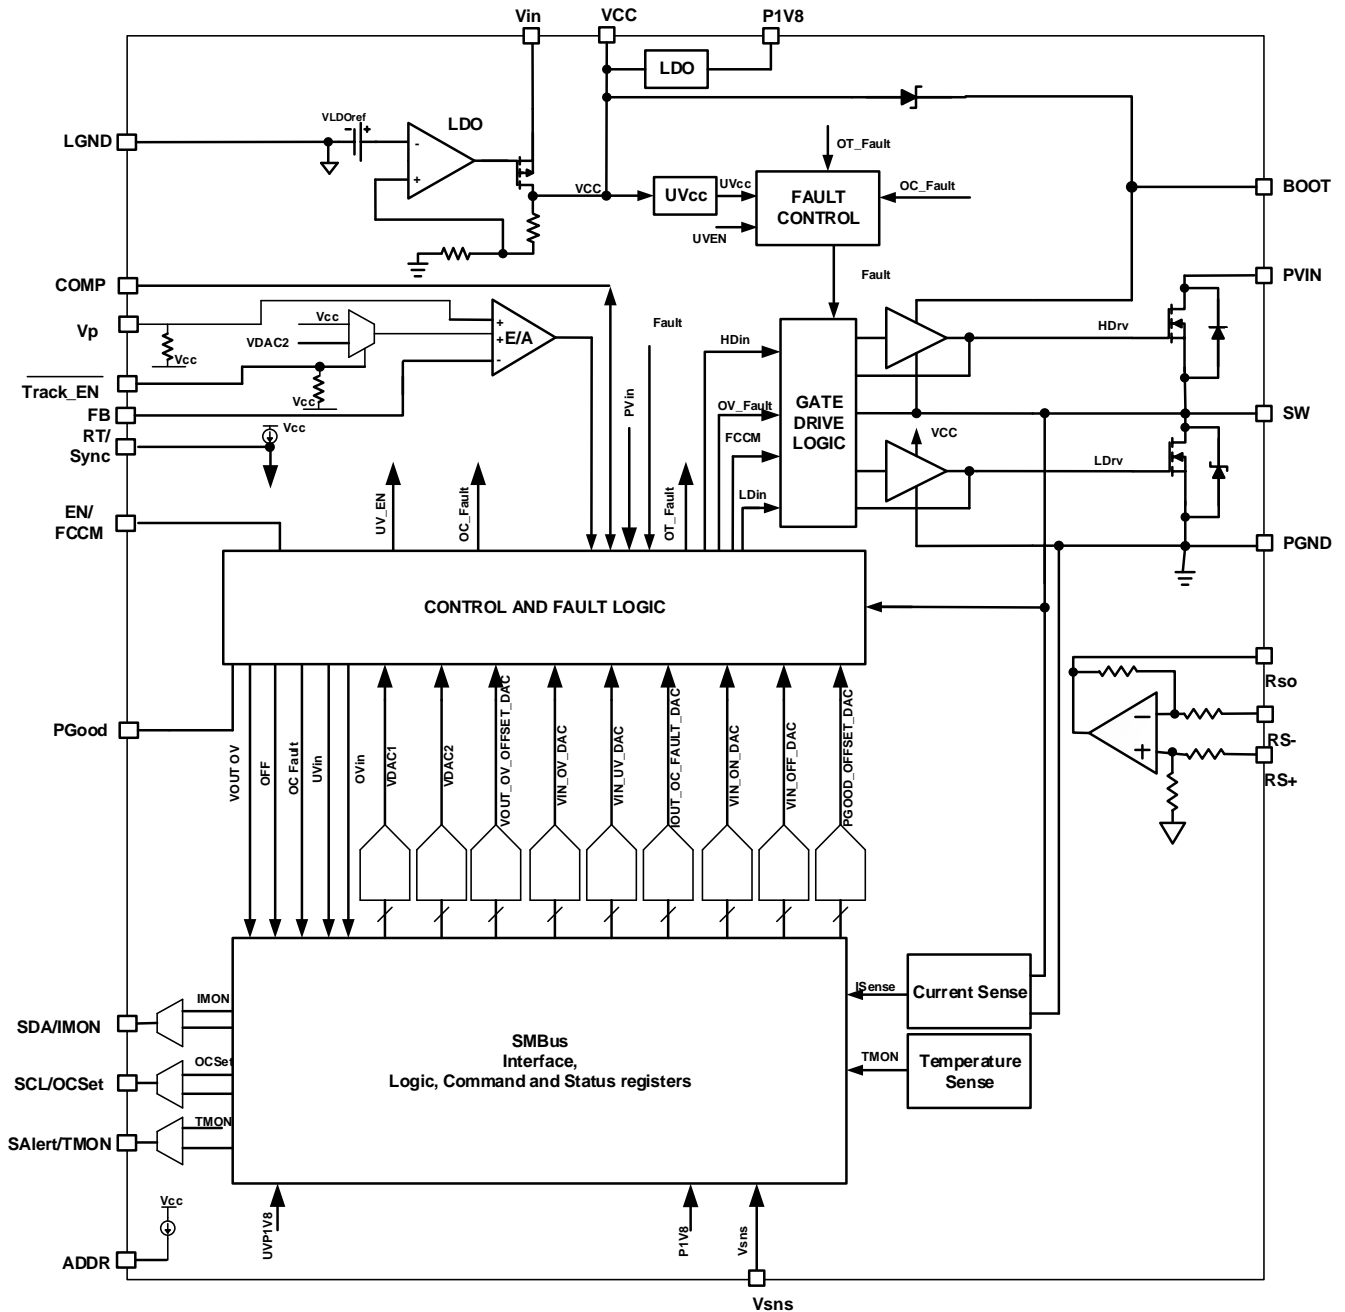 Vin
VCC
P1V8
LDO
LGND
VLDOref
-
+
LDO
-
+
OT_Fault
VCC
UVcc
UVcc
FAULT
CONTROL
OC_Fault
UVEN
BOOT
COMP
Fault
PVIN
Vp
Vcc
VDAC2
Vcc
+
+E/A
-
Fault
HDin
HDrv
Track_EN
Vcc
PVin
OV_Fault
GATE
DRIVE
LOGIC
SW
FB
RT/
Sync
Vcc
FCCM
VCC
LDrv
EN/
FCCM
UV_EN
OC_Fault
OT_Fault
LDin
PGND
CONTROL AND FAULT LOGIC
Rso
PGood
RS-
RS+
-
+
VOUT OV
OFF
OC Fault
UVin
OVin
VDAC1
VDAC2
VOUT_OV_OFFSET_DAC
VIN_OV_DAC
VIN_UV_DAC
IOUT_OC_FAULT_DAC
VIN_ON_DAC
VIN_OFF_DAC
PGOOD_OFFSET_DAC
IMON
SDA/IMON
ISense
Current Sense
SMBus
Interface,
Logic, Command and Status registers
OCSet
SCL/OCSet
TMON
Temperature
Sense
TMON
SAlert/TMON
Vcc
ADDR
UVP1V8
P1V8
Vsns
Vsns